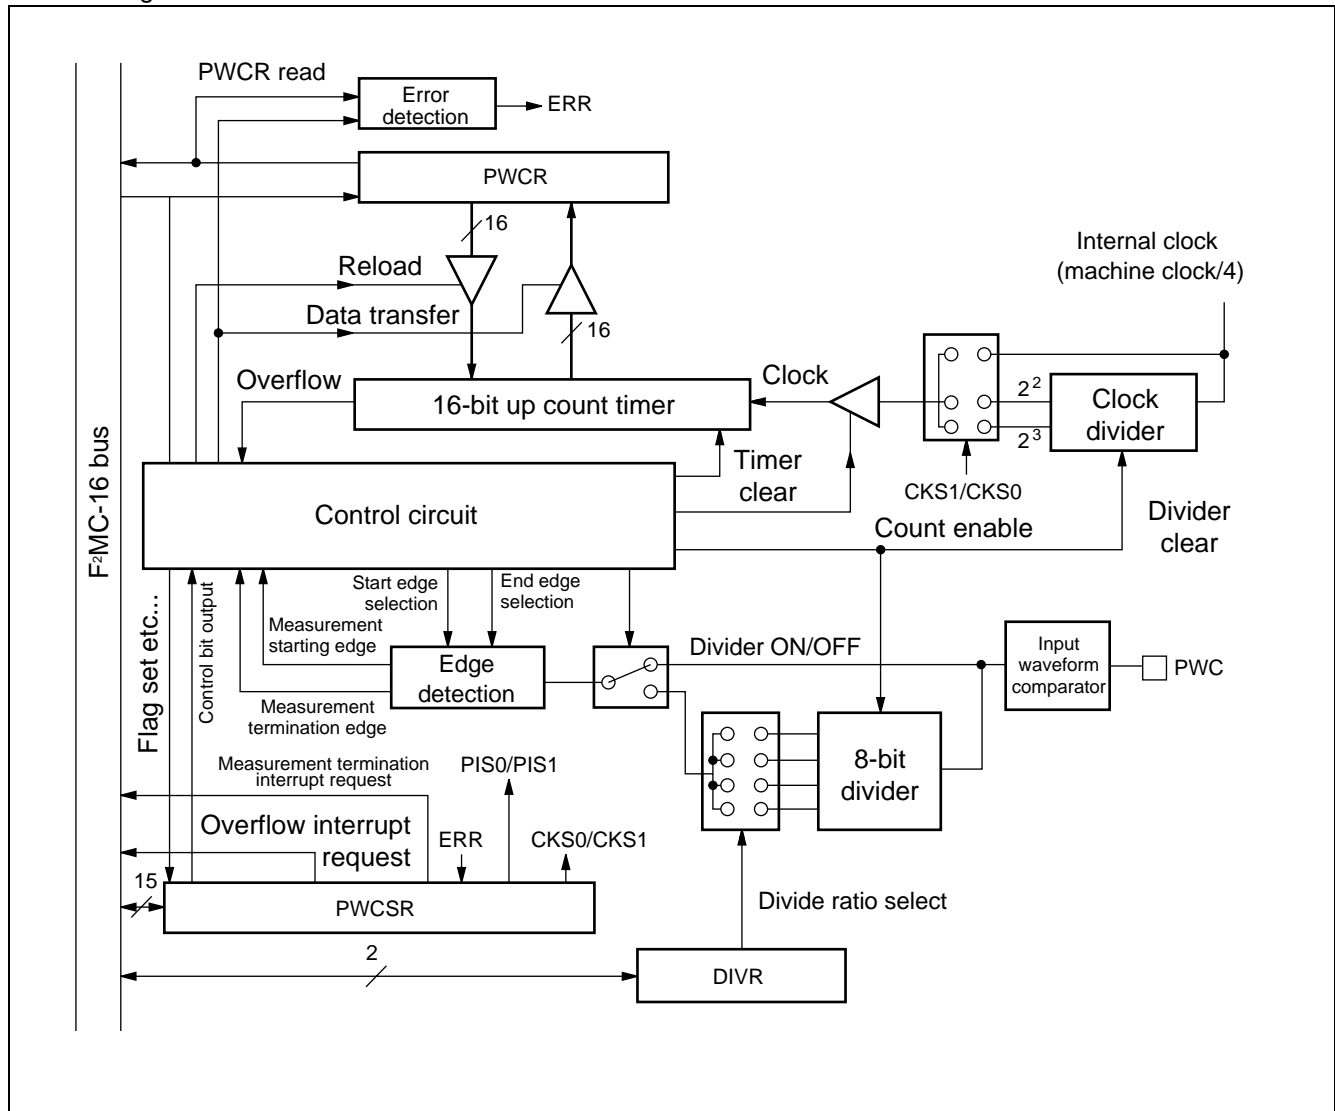 PWCR read
Error
detection
ERR
PWCR
16
Internal clock
(machine clock/4)
Reload
Data transfer
16
Overflow
16-bit up count timer
Clock
2²
2³
Clock
divider
CKS1/CKS0
Timer
clear
Control circuit
Count enable
Divider
clear
F²MC-16 bus
Flag set etc...
Control bit output
Start edge
selection
End edge
selection
Measurement
starting edge
Edge
detection
Measurement
termination edge
Divider ON/OFF
Input
waveform
comparator
PWC
8-bit
divider
Measurement termination
interrupt request
PIS0/PIS1
Overflow interrupt
request
ERR
CKS0/CKS1
15
PWCSR
Divide ratio select
2
DIVR